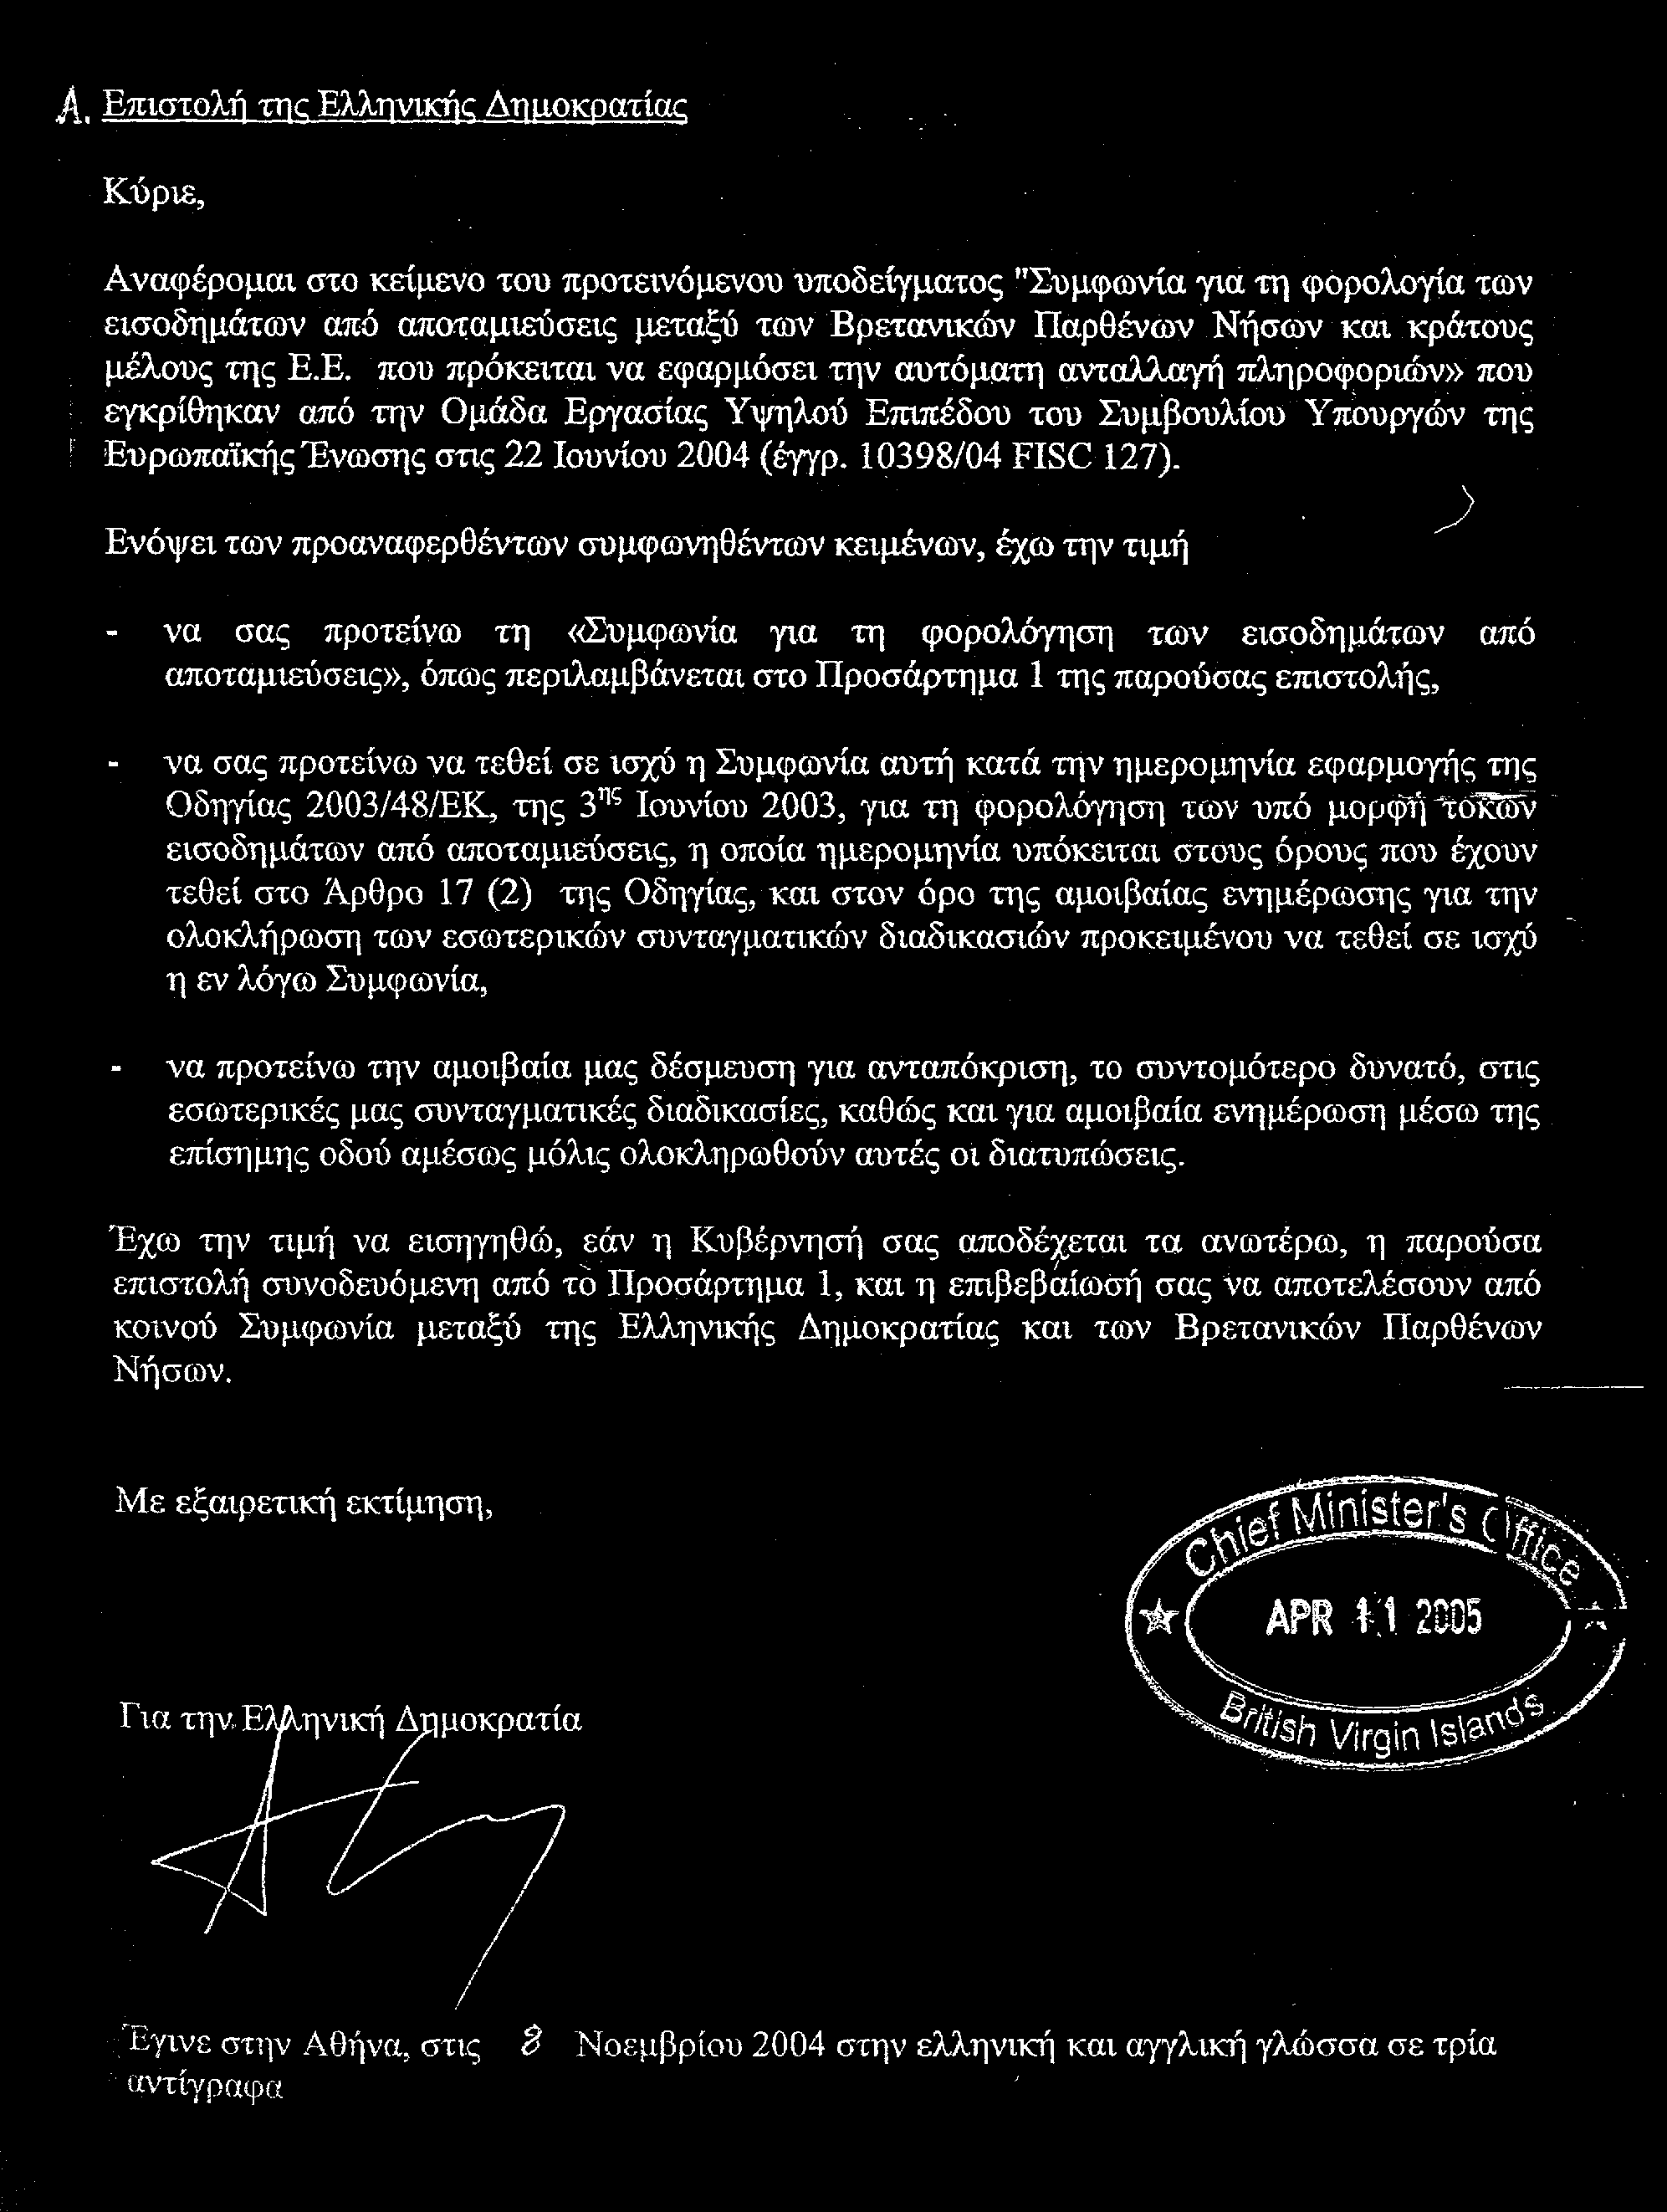 Α. Επιστολή της Ελληνικής Δημοκρατίας
Κύριε,
Αναφέρομαι στο κείμενο του προτεινόμενου υποδείγματος "Συμφωνία για τη φορολογία των
εισοδημάτων από αποταμιεύσεις μεταξύ των Βρετανικών Παρθένων Νήσων και κράτους
μέλους της Ε.Ε. που πρόκειται να εφαρμόσει την αυτόματη ανταλλαγή πληροφοριών» που
εγκρίθηκαν από την Ομάδα Εργασίας Υψηλού Επιπέδου του Συμβουλίου Υπουργών της
Ευρωπαϊκής Ένωσης στις 22 Ιουνίου 2004 (έγγρ. 10398/04 FISC 127).
Ενόψει των προαναφερθέντων συμφωνηθέντων κειμένων, έχω την τιμή
- να σας προτείνω τη «Συμφωνία για τη φορολόγηση των εισοδημάτων από
αποταμιεύσεις», όπως περιλαμβάνεται στο Προσάρτημα 1 της παρούσας επιστολής,
- να σας προτείνω να τεθεί σε ισχύ η Συμφωνία αυτή κατά την ημερομηνία εφαρμογής της
Οδηγίας 2003/48/ΕΚ, της 3ης Ιουνίου 2003, για τη φορολόγηση των υπό μορφή τόκων
εισοδημάτων από αποταμιεύσεις, η οποία ημερομηνία υπόκειται στους όρους που έχουν
τεθεί στο Άρθρο 17 (2) της Οδηγίας, και στον όρο της αμοιβαίας ενημέρωσης για την
ολοκλήρωση των εσωτερικών συνταγματικών διαδικασιών προκειμένου να τεθεί σε ισχύ
η εν λόγω Συμφωνία,
- να προτείνω την αμοιβαία μας δέσμευση για ανταπόκριση, το συντομότερο δυνατό, στις
εσωτερικές μας συνταγματικές διαδικασίες, καθώς και για αμοιβαία ενημέρωση μέσω της
επίσημης οδού αμέσως μόλις ολοκληρωθούν αυτές οι διατυπώσεις.
Έχω την τιμή να εισηγηθώ, εάν η Κυβέρνησή σας αποδέχεται τα ανωτέρω, η παρούσα
επιστολή συνοδευόμενη από το Προσάρτημα 1, και η επιβεβαίωσή σας να αποτελέσουν από
κοινού Συμφωνία μεταξύ της Ελληνικής Δημοκρατίας και των Βρετανικών Παρθένων
Νήσων.
Με εξαιρετική εκτίμηση,
Chief Minister's Office
APR 11 2005
British Virgin Islands
Για την Ελληνική Δημοκρατία
Έγινε στην Αθήνα, στις 8 Νοεμβρίου 2004 στην ελληνική και αγγλική γλώσσα σε τρία
αντίγραφα